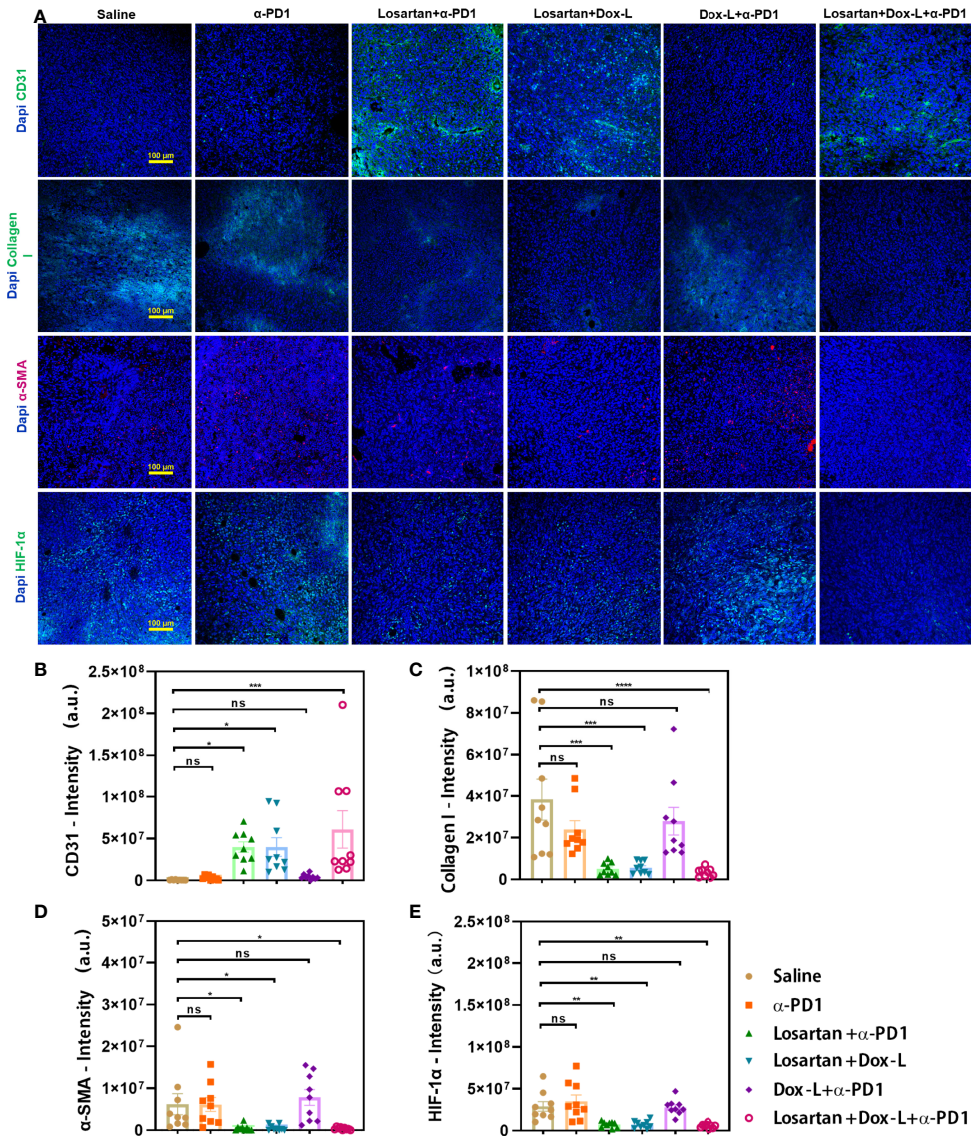 A
Saline
α-PD1
Losartan+α-PD1
Losartan+Dox-L
Dox-L+α-PD1
Losartan+Dox-L+α-PD1
Dapi CD31
100 µm
Dapi Collagen I
100 µm
Dapi α-SMA
100 µm
Dapi HIF-1α
100 µm
B
CD31 - Intensity (a.u.)
2.5×10⁸
2×10⁸
1.5×10⁸
1×10⁸
5×10⁷
0
***
ns
*
*
ns
C
Collagen I - Intensity (a.u.)
1×10⁸
8×10⁷
6×10⁷
4×10⁷
2×10⁷
0
****
ns
***
***
ns
D
α-SMA - Intensity (a.u.)
5×10⁷
4×10⁷
3×10⁷
2×10⁷
1×10⁷
0
*
ns
*
*
ns
E
HIF-1α - Intensity (a.u.)
2.5×10⁸
2×10⁸
1.5×10⁸
1×10⁸
5×10⁷
0
**
ns
**
**
ns
Saline
α-PD1
Losartan +α-PD1
Losartan +Dox-L
Dox-L+α-PD1
Losartan +Dox-L+α-PD1